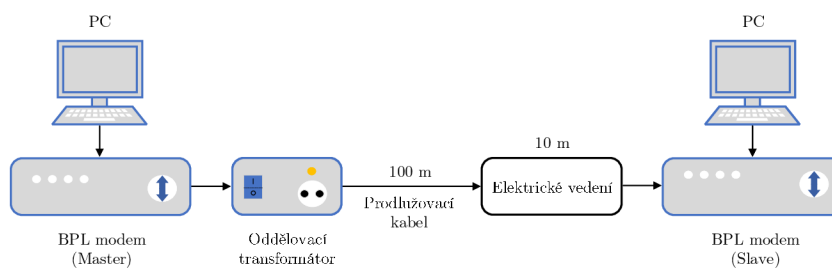 PC
PC
100 m
10 m
Elektrické vedení
I
O
Prodlužovací
kabel
BPL modem
(Master)
Oddělovací
transformátor
BPL modem
(Slave)